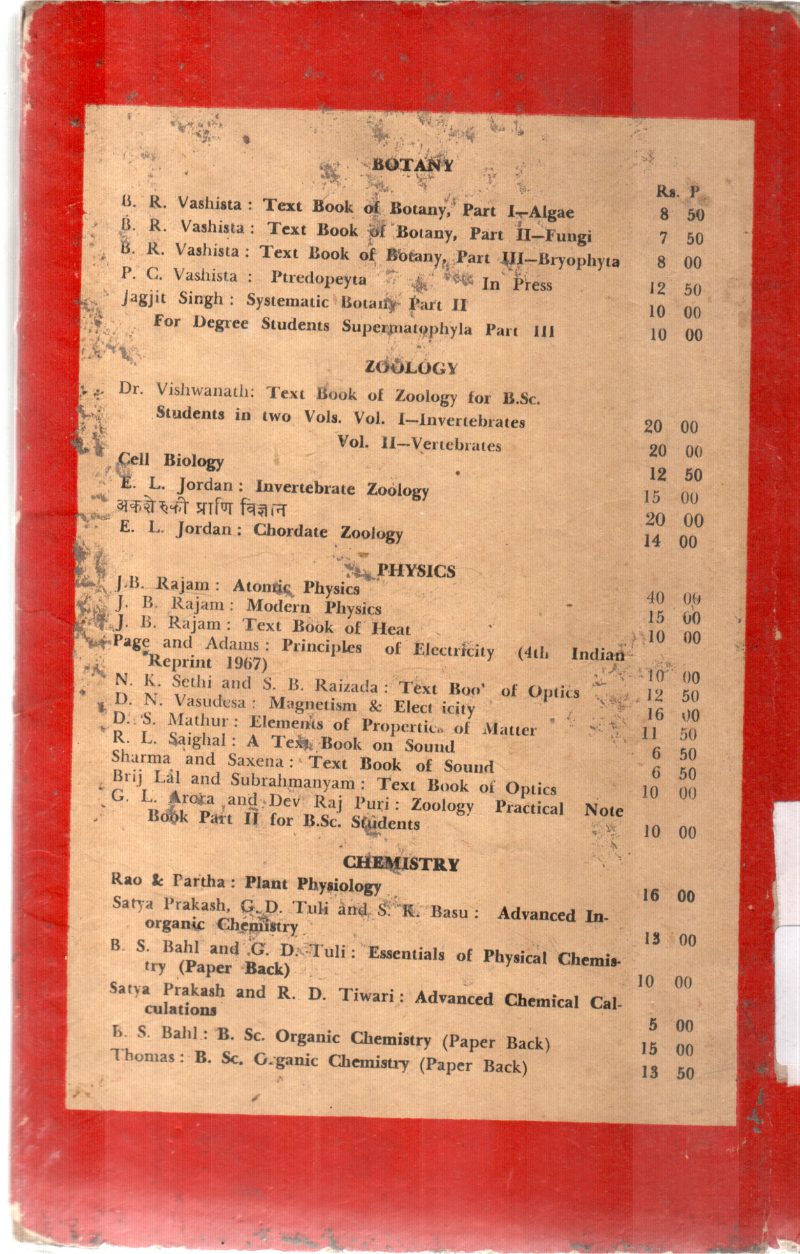 BOTANY
Rs. P
B. R. Vashista : Text Book of Botany, Part I—Algae 8 50
B. R. Vashista : Text Book of Botany, Part II—Fungi 7 50
B. R. Vashista : Text Book of Botany, Part III—Bryophyta 8 00
P. C. Vashista : Ptredopeyta In Press 12 50
Jagjit Singh : Systematic Botany Part II 10 00
For Degree Students Supermatophyla Part III 10 00
ZOOLOGY
Dr. Vishwanath: Text Book of Zoology for B.Sc.
Students in two Vols. Vol. I—Invertebrates 20 00
Vol. II—Vertebrates 20 00
Cell Biology 12 50
E. L. Jordan : Invertebrate Zoology 15 00
अकशेरुकी प्राणि विज्ञान 20 00
E. L. Jordan : Chordate Zoology 14 00
PHYSICS
J.B. Rajam : Atomic Physics 40 00
J. B. Rajam : Modern Physics 15 00
J. B. Rajam : Text Book of Heat 10 00
Page and Adams : Principles of Electricity (4th Indian
Reprint 1967) 10 00
N. K. Sethi and S. B. Raizada : Text Boo' of Optics 12 50
D. N. Vasudesa : Magnetism & Elect icity 16 00
D. S. Mathur : Elements of Properties of Matter 11 50
R. L. Saighal : A Text Book on Sound 6 50
Sharma and Saxena : Text Book of Sound 6 50
Brij Lal and Subrahmanyam : Text Book of Optics 10 00
G. L. Arora and Dev Raj Puri : Zoology Practical Note
Book Part II for B.Sc. Students 10 00
CHEMISTRY
Rao & Partha : Plant Physiology 16 00
Satya Prakash, G. D. Tuli and S. K. Basu : Advanced In-
organic Chemistry 13 00
B. S. Bahl and G. D. Tuli : Essentials of Physical Chemis-
try (Paper Back) 10 00
Satya Prakash and R. D. Tiwari : Advanced Chemical Cal-
culations 5 00
B. S. Bahl : B. Sc. Organic Chemistry (Paper Back) 15 00
Thomas : B. Sc. Organic Chemistry (Paper Back) 13 50